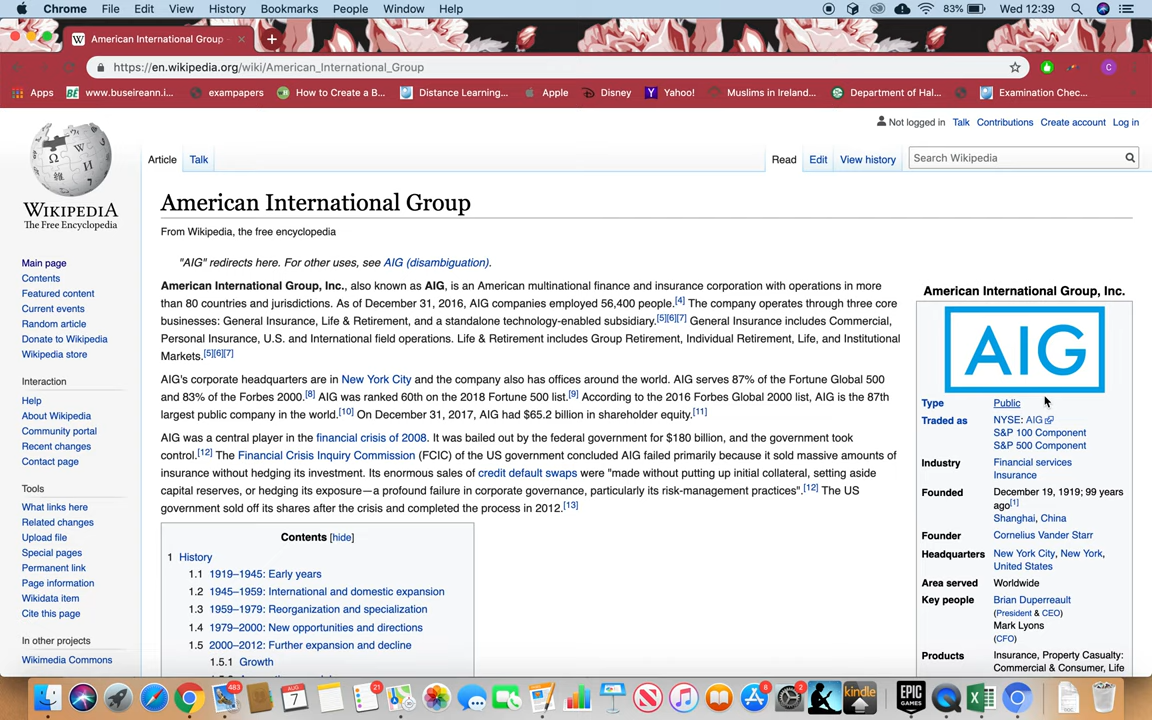 Chrome File Edit View History Bookmarks People Window Help 83% Wed 12:39
American International Group -
https://en.wikipedia.org/wiki/American_International_Group
Apps www.buseireann.i... exampapers How to Create a B... Distance Learning... Apple Disney Yahoo! Muslims in Ireland... Department of Hal... Examination Chec...
Not logged in Talk Contributions Create account Log in
Article Talk Read Edit View history Search Wikipedia
WIKIPEDIA
The Free Encyclopedia
Main page
Contents
Featured content
Current events
Random article
Donate to Wikipedia
Wikipedia store
Interaction
Help
About Wikipedia
Community portal
Recent changes
Contact page
Tools
What links here
Related changes
Upload file
Special pages
Permanent link
Page information
Wikidata item
Cite this page
In other projects
Wikimedia Commons
American International Group
From Wikipedia, the free encyclopedia
"AIG" redirects here. For other uses, see AIG (disambiguation).
American International Group, Inc., also known as AIG, is an American multinational finance and insurance corporation with operations in more
than 80 countries and jurisdictions. As of December 31, 2016, AIG companies employed 56,400 people.[4] The company operates through three core
businesses: General Insurance, Life & Retirement, and a standalone technology-enabled subsidiary.[5][6][7] General Insurance includes Commercial,
Personal Insurance, U.S. and International field operations. Life & Retirement includes Group Retirement, Individual Retirement, Life, and Institutional
Markets.[5][6][7]
AIG's corporate headquarters are in New York City and the company also has offices around the world. AIG serves 87% of the Fortune Global 500
and 83% of the Forbes 2000.[8] AIG was ranked 60th on the 2018 Fortune 500 list.[9] According to the 2016 Forbes Global 2000 list, AIG is the 87th
largest public company in the world.[10] On December 31, 2017, AIG had $65.2 billion in shareholder equity.[11]
AIG was a central player in the financial crisis of 2008. It was bailed out by the federal government for $180 billion, and the government took
control.[12] The Financial Crisis Inquiry Commission (FCIC) of the US government concluded AIG failed primarily because it sold massive amounts of
insurance without hedging its investment. Its enormous sales of credit default swaps were "made without putting up initial collateral, setting aside
capital reserves, or hedging its exposure—a profound failure in corporate governance, particularly its risk-management practices".[12] The US
government sold off its shares after the crisis and completed the process in 2012.[13]
Contents [hide]
1 History
1.1 1919–1945: Early years
1.2 1945–1959: International and domestic expansion
1.3 1959–1979: Reorganization and specialization
1.4 1979–2000: New opportunities and directions
1.5 2000–2012: Further expansion and decline
1.5.1 Growth
American International Group, Inc.
AIG
Type Public
Traded as NYSE: AIG
S&P 100 Component
S&P 500 Component
Industry Financial services
Insurance
Founded December 19, 1919; 99 years
ago[1]
Shanghai, China
Founder Cornelius Vander Starr
Headquarters New York City, New York,
United States
Area served Worldwide
Key people Brian Duperreault
(President & CEO)
Mark Lyons
(CFO)
Products Insurance, Property Casualty:
Commercial & Consumer, Life
483 AUG 7 21 8 2 kindle EPIC GAMES